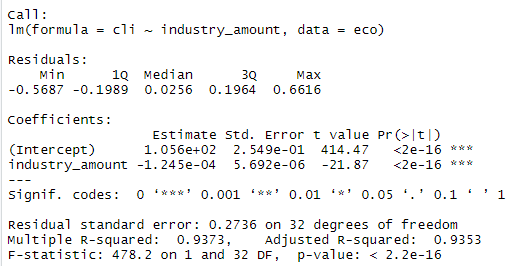 Call:
lm(formula = cli ~ industry_amount, data = eco)
Residuals:
    Min      1Q  Median      3Q     Max
-0.5687 -0.1989  0.0256  0.1964  0.6616
Coefficients:
                  Estimate Std. Error t value Pr(>|t|)
(Intercept)      1.056e+02  2.549e-01  414.47   <2e-16 ***
industry_amount -1.245e-04  5.692e-06  -21.87   <2e-16 ***
---
Signif. codes:  0 ‘***’ 0.001 ‘**’ 0.01 ‘*’ 0.05 ‘.’ 0.1 ‘ ’ 1
Residual standard error: 0.2736 on 32 degrees of freedom
Multiple R-squared:  0.9373,    Adjusted R-squared:  0.9353
F-statistic: 478.2 on 1 and 32 DF,  p-value: < 2.2e-16